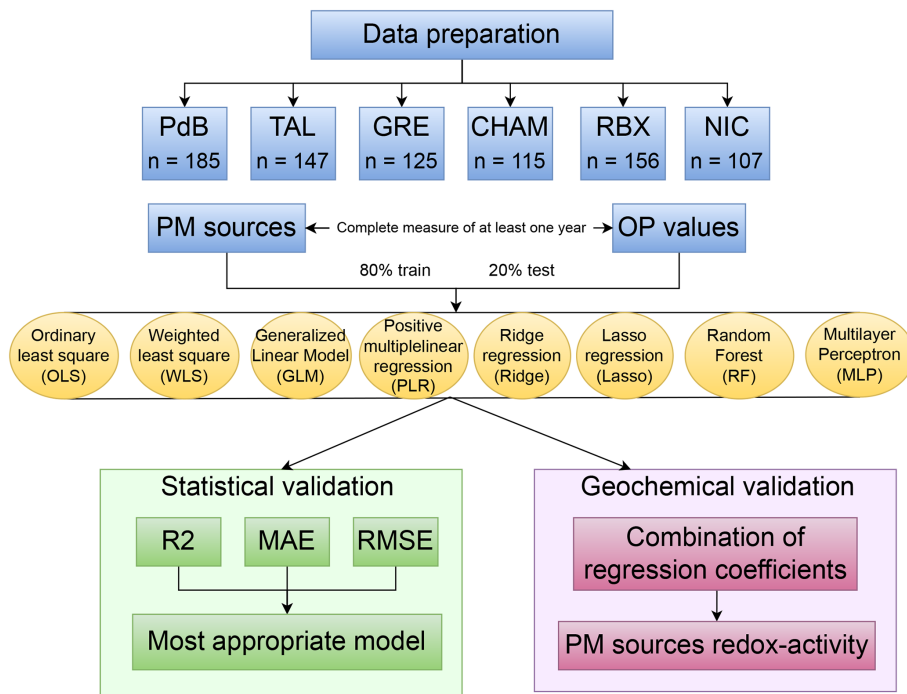 Data preparation
PdB
n = 185
TAL
n = 147
GRE
n = 125
CHAM
n = 115
RBX
n = 156
NIC
n = 107
PM sources
Complete measure of at least one year
OP values
80% train
20% test
Ordinary
least square
(OLS)
Weighted
least square
(WLS)
Generalized
Linear Model
(GLM)
Positive
multiplelinear
regression
(PLR)
Ridge
regression
(Ridge)
Lasso
regression
(Lasso)
Random
Forest
(RF)
Multilayer
Perceptron
(MLP)
Statistical validation
R2
MAE
RMSE
Most appropriate model
Geochemical validation
Combination of
regression coefficients
PM sources redox-activity